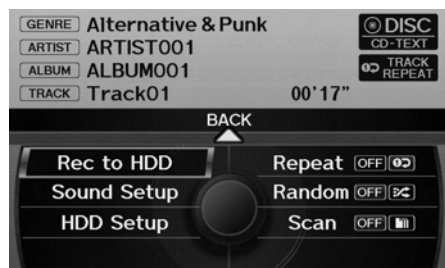 GENRE Alternative & Punk DISC
ARTIST ARTIST001 CD-TEXT
ALBUM ALBUM001 TRACK REPEAT
TRACK Track01 00'17"
BACK
Rec to HDD Repeat OFF
Sound Setup Random OFF
HDD Setup Scan OFF